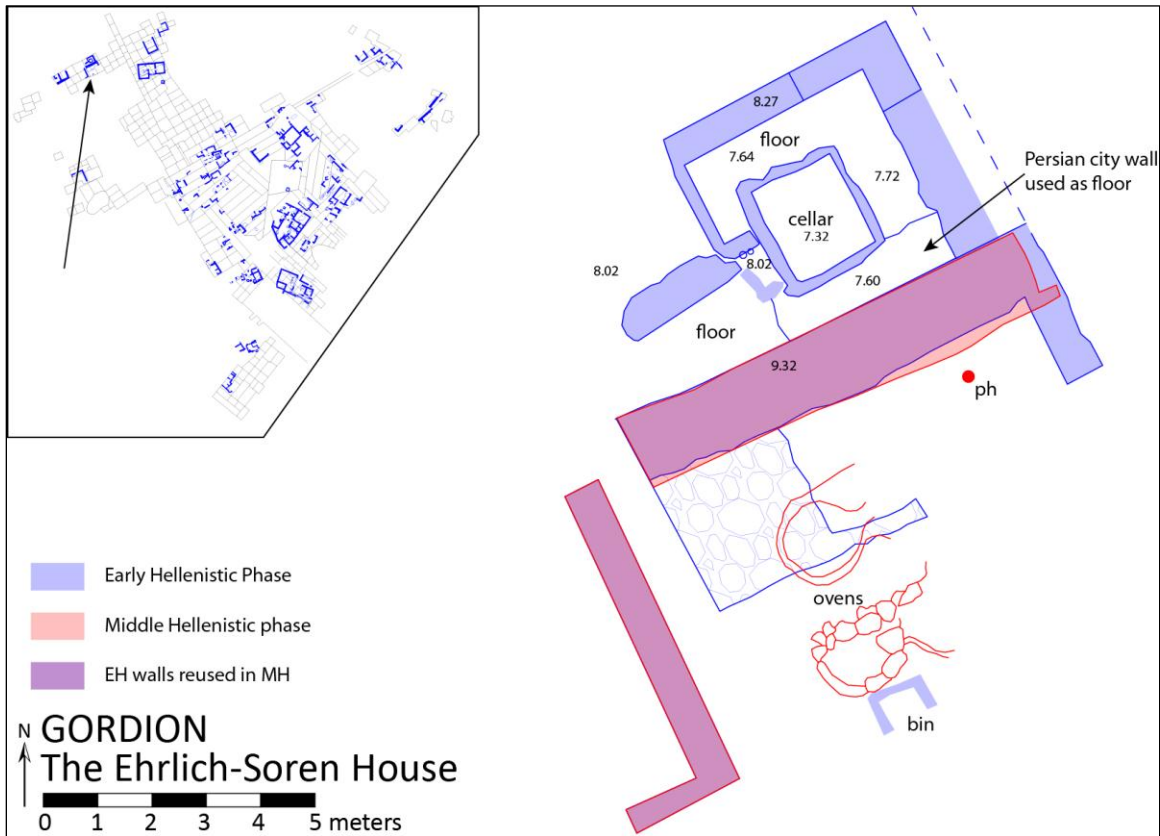 8.27
floor
7.64
7.72
Persian city wall
used as floor
cellar
7.32
8.02
8.02
7.60
floor
9.32
ph
ovens
bin
Early Hellenistic Phase
Middle Hellenistic phase
EH walls reused in MH
N
GORDION
The Ehrlich-Soren House
0 1 2 3 4 5 meters